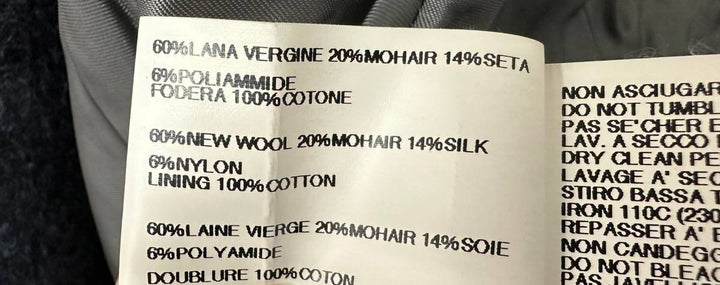 60%LANA VERGINE 20%MOHAIR 14%SETA
6%POLIAMMIDE
FODERA 100%COTONE
60%NEW WOOL 20%MOHAIR 14%SILK
6%NYLON
LINING 100%COTTON
60%LAINE VIERGE 20%MOHAIR 14%SOIE
6%POLYAMIDE
DOUBLURE 100%COTON
NON ASCIUGAR
DO NOT TUMBL
PAS SE'CHER E
LAV. A SECCO
DRY CLEAN PE
LAVAGE A' SEC
STIRO BASSA T
IRON 110C (230
REPASSER A'
NON CANDEGG
DO NOT BLEAC
PAS